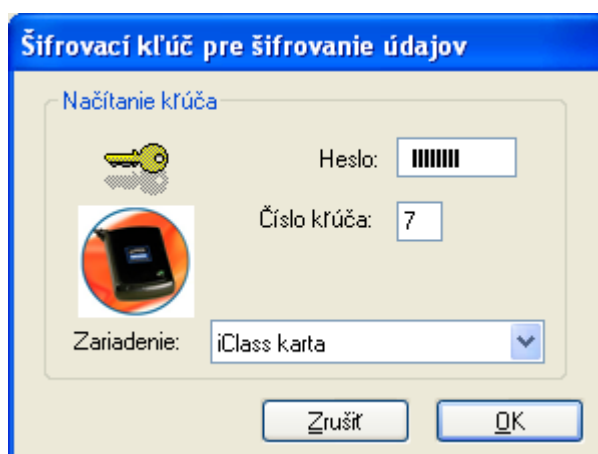 Šifrovací kľúč pre šifrovanie údajov
Načítanie kľúča
Heslo:
Číslo kľúča: 7
Zariadenie: iClass karta
Zrušiť OK